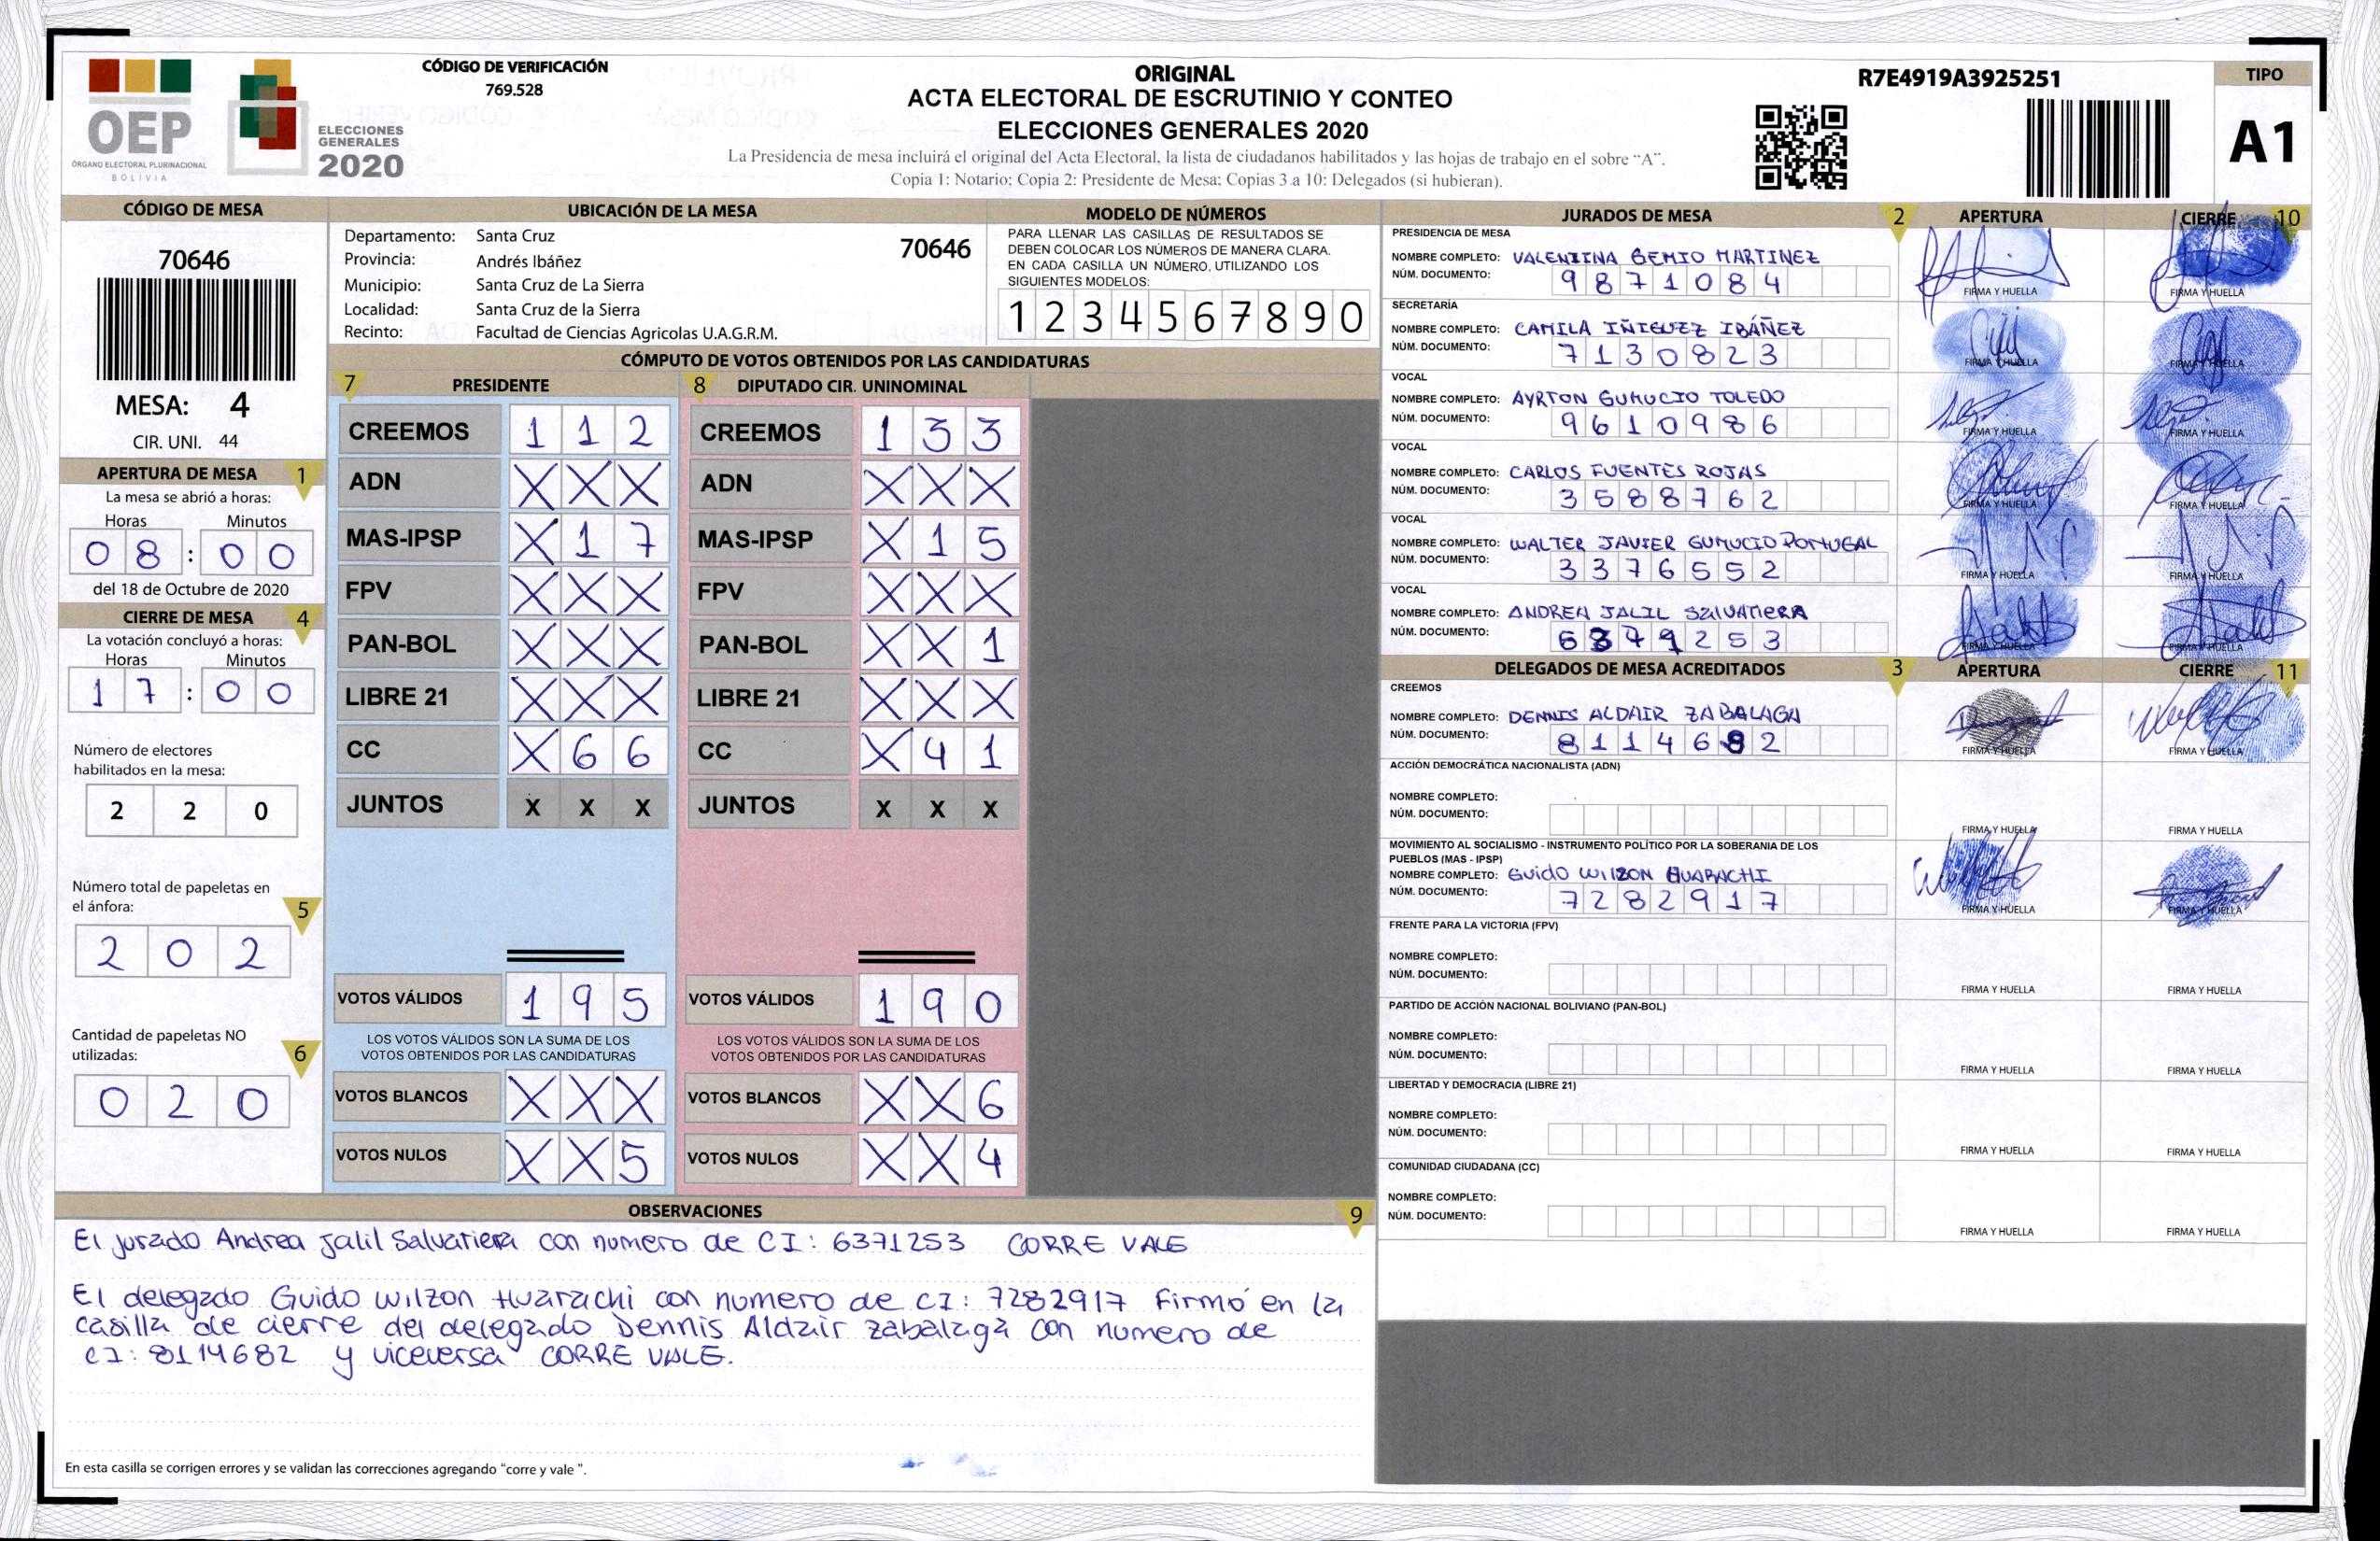 CÓDIGO DE VERIFICACIÓN
769.528
OEP
ÓRGANO ELECTORAL PLURINACIONAL
BOLIVIA
ELECCIONES
GENERALES
2020
ORIGINAL
ACTA ELECTORAL DE ESCRUTINIO Y CONTEO
ELECCIONES GENERALES 2020
La Presidencia de mesa incluirá el original del Acta Electoral, la lista de ciudadanos habilitados y las hojas de trabajo en el sobre “A”.
Copia 1: Notario; Copia 2: Presidente de Mesa; Copias 3 a 10: Delegados (si hubieran).
R7E4919A3925251
TIPO
A1
CÓDIGO DE MESA
70646
MESA: 4
CIR. UNI. 44
APERTURA DE MESA 1
La mesa se abrió a horas:
Horas Minutos
08 : 00
del 18 de Octubre de 2020
CIERRE DE MESA 4
La votación concluyó a horas:
Horas Minutos
17 : 00
Número de electores
habilitados en la mesa:
2 2 0
Número total de papeletas en
el ánfora: 5
2 0 2
Cantidad de papeletas NO
utilizadas: 6
0 2 0
UBICACIÓN DE LA MESA
Departamento: Santa Cruz 70646
Provincia: Andrés Ibáñez
Municipio: Santa Cruz de La Sierra
Localidad: Santa Cruz de la Sierra
Recinto: Facultad de Ciencias Agricolas U.A.G.R.M.
MODELO DE NÚMEROS
PARA LLENAR LAS CASILLAS DE RESULTADOS SE
DEBEN COLOCAR LOS NÚMEROS DE MANERA CLARA.
EN CADA CASILLA UN NÚMERO, UTILIZANDO LOS
SIGUIENTES MODELOS:
1 2 3 4 5 6 7 8 9 0
CÓMPUTO DE VOTOS OBTENIDOS POR LAS CANDIDATURAS
7 PRESIDENTE 8 DIPUTADO CIR. UNINOMINAL
CREEMOS 1 1 2 CREEMOS 1 3 3
ADN X X X ADN X X X
MAS-IPSP X 1 7 MAS-IPSP X 1 5
FPV X X X FPV X X X
PAN-BOL X X X PAN-BOL X X 1
LIBRE 21 X X X LIBRE 21 X X X
CC X 6 6 CC X 4 1
JUNTOS X X X JUNTOS X X X
VOTOS VÁLIDOS 1 9 5 VOTOS VÁLIDOS 1 9 0
LOS VOTOS VÁLIDOS SON LA SUMA DE LOS LOS VOTOS VÁLIDOS SON LA SUMA DE LOS
VOTOS OBTENIDOS POR LAS CANDIDATURAS VOTOS OBTENIDOS POR LAS CANDIDATURAS
VOTOS BLANCOS X X X VOTOS BLANCOS X X 6
VOTOS NULOS X X 5 VOTOS NULOS X X 4
OBSERVACIONES 9
El jurado Andrea Jalil Salvatiera con numero de CI: 6371253 CORRE VALE
El delegado Guido Wilzon Huarachi con numero de CI: 7282917 Firmó en la
casilla de cierre del delegado Dennis Aldair Zabalaga con numero de
CI: 8114682 y viceversa CORRE VALE.
En esta casilla se corrigen errores y se validan las correcciones agregando “corre y vale ”.
JURADOS DE MESA 2 APERTURA CIERRE 10
PRESIDENCIA DE MESA
NOMBRE COMPLETO: VALENTINA BEMIO MARTINEZ
NÚM. DOCUMENTO: 9871084 FIRMA Y HUELLA FIRMA Y HUELLA
SECRETARÍA
NOMBRE COMPLETO: CAMILA IÑIGUEZ IBÁÑEZ
NÚM. DOCUMENTO: 7130823 FIRMA Y HUELLA FIRMA Y HUELLA
VOCAL
NOMBRE COMPLETO: AYRTON GUMUCIO TOLEDO
NÚM. DOCUMENTO: 9610986 FIRMA Y HUELLA FIRMA Y HUELLA
VOCAL
NOMBRE COMPLETO: CARLOS FUENTES ROJAS
NÚM. DOCUMENTO: 3588762 FIRMA Y HUELLA FIRMA Y HUELLA
VOCAL
NOMBRE COMPLETO: WALTER JAVIER GUMUCIO PORTUGAL
NÚM. DOCUMENTO: 3376552 FIRMA Y HUELLA FIRMA Y HUELLA
VOCAL
NOMBRE COMPLETO: ANDREA JALIL SALVATIERRA
NÚM. DOCUMENTO: FIRMA Y HUELLA FIRMA Y HUELLA
DELEGADOS DE MESA ACREDITADOS 3 APERTURA CIERRE 11
CREEMOS
NOMBRE COMPLETO: DENNIS ALDAIR ZABALAGA
NÚM. DOCUMENTO: 8114682 FIRMA Y HUELLA FIRMA Y HUELLA
ACCIÓN DEMOCRÁTICA NACIONALISTA (ADN)
NOMBRE COMPLETO:
NÚM. DOCUMENTO: FIRMA Y HUELLA FIRMA Y HUELLA
MOVIMIENTO AL SOCIALISMO - INSTRUMENTO POLÍTICO POR LA SOBERANIA DE LOS
PUEBLOS (MAS - IPSP)
NOMBRE COMPLETO: GUIDO WILZON HUARACHI
NÚM. DOCUMENTO: 7282917 FIRMA Y HUELLA FIRMA Y HUELLA
FRENTE PARA LA VICTORIA (FPV)
NOMBRE COMPLETO:
NÚM. DOCUMENTO: FIRMA Y HUELLA FIRMA Y HUELLA
PARTIDO DE ACCIÓN NACIONAL BOLIVIANO (PAN-BOL)
NOMBRE COMPLETO:
NÚM. DOCUMENTO: FIRMA Y HUELLA FIRMA Y HUELLA
LIBERTAD Y DEMOCRACIA (LIBRE 21)
NOMBRE COMPLETO:
NÚM. DOCUMENTO: FIRMA Y HUELLA FIRMA Y HUELLA
COMUNIDAD CIUDADANA (CC)
NOMBRE COMPLETO:
NÚM. DOCUMENTO: FIRMA Y HUELLA FIRMA Y HUELLA